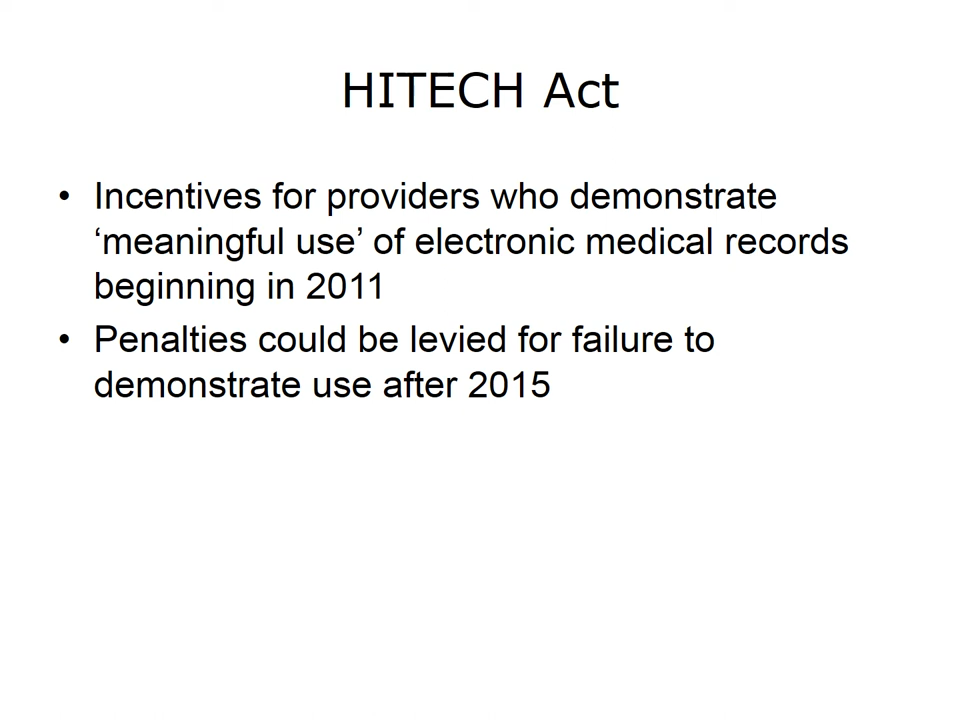 HITECH Act
• Incentives for providers who demonstrate
‘meaningful use’ of electronic medical records
beginning in 2011
• Penalties could be levied for failure to
demonstrate use after 2015